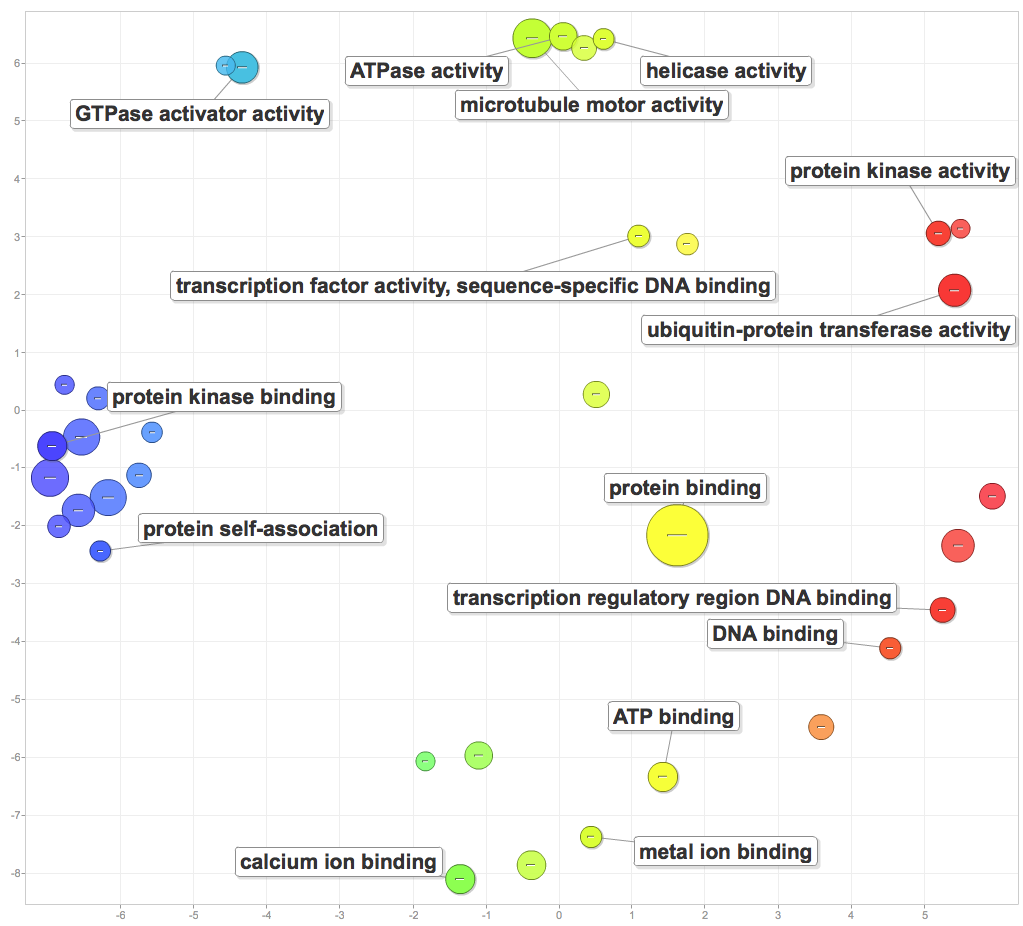 6
ATPase activity
helicase activity
microtubule motor activity
GTPase activator activity
5
4
protein kinase activity
3
transcription factor activity, sequence-specific DNA binding
2
ubiquitin-protein transferase activity
1
protein kinase binding
0
-1
protein binding
-2
protein self-association
-3
transcription regulatory region DNA binding
DNA binding
-4
-5
ATP binding
-6
-7
metal ion binding
calcium ion binding
-8
-6 -5 -4 -3 -2 -1 0 1 2 3 4 5